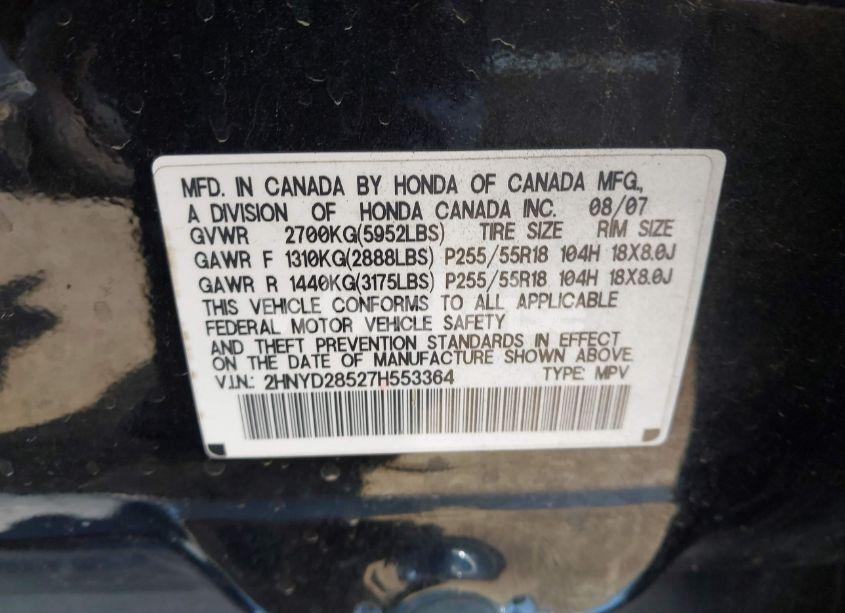 MFD. IN CANADA BY HONDA OF CANADA MFG.,
A DIVISION OF HONDA CANADA INC. 08/07
GVWR 2700KG(5952LBS) TIRE SIZE RIM SIZE
GAWR F 1310KG(2888LBS) P255/55R18 104H 18X8.0J
GAWR R 1440KG(3175LBS) P255/55R18 104H 18X8.0J
THIS VEHICLE CONFORMS TO ALL APPLICABLE
FEDERAL MOTOR VEHICLE SAFETY
AND THEFT PREVENTION STANDARDS IN EFFECT
ON THE DATE OF MANUFACTURE SHOWN ABOVE.
V.I.N: 2HNYD28527H553364 TYPE: MPV